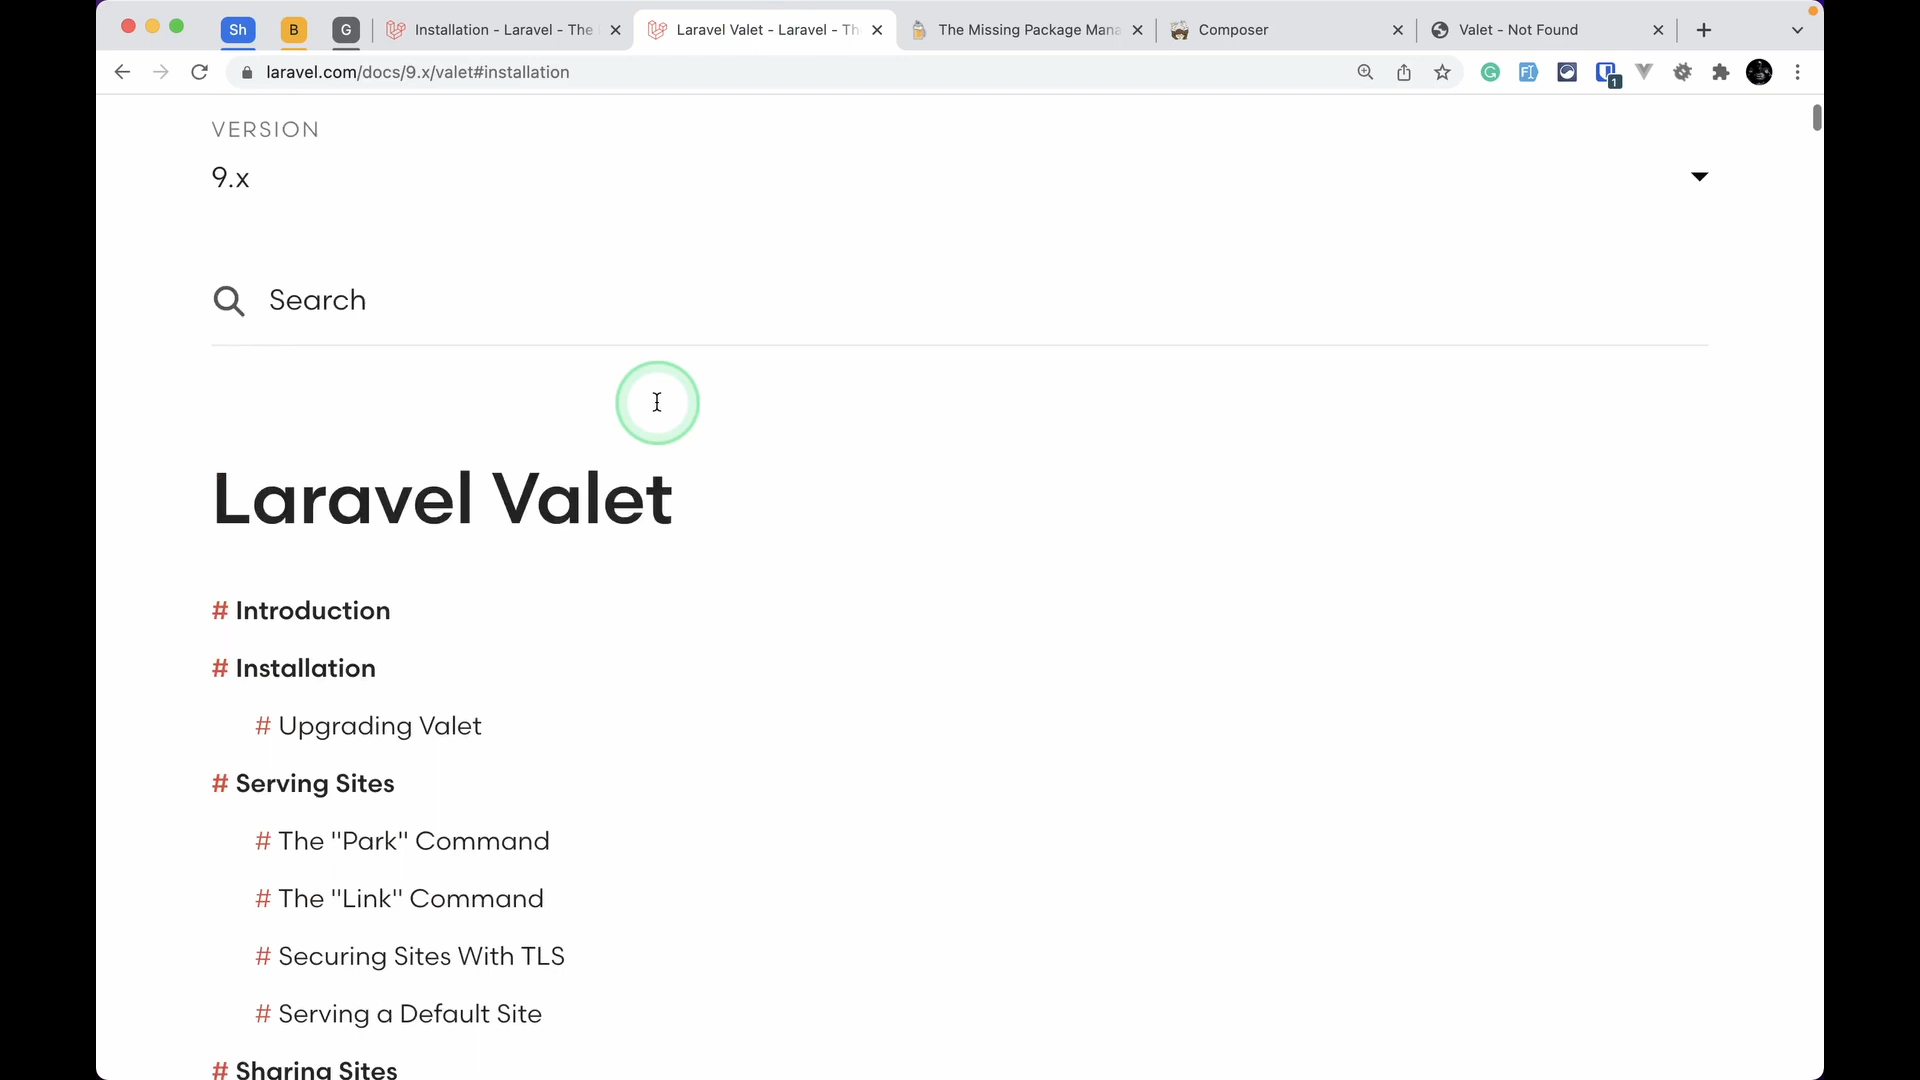 Sh
B
G
Installation - Laravel - The
Laravel Valet - Laravel - Th
The Missing Package Mana
Composer
Valet - Not Found
laravel.com/docs/9.x/valet#installation
1
VERSION
9.x
Search
Laravel Valet
# Introduction
# Installation
# Upgrading Valet
# Serving Sites
# The "Park" Command
# The "Link" Command
# Securing Sites With TLS
# Serving a Default Site
# Sharing Sites